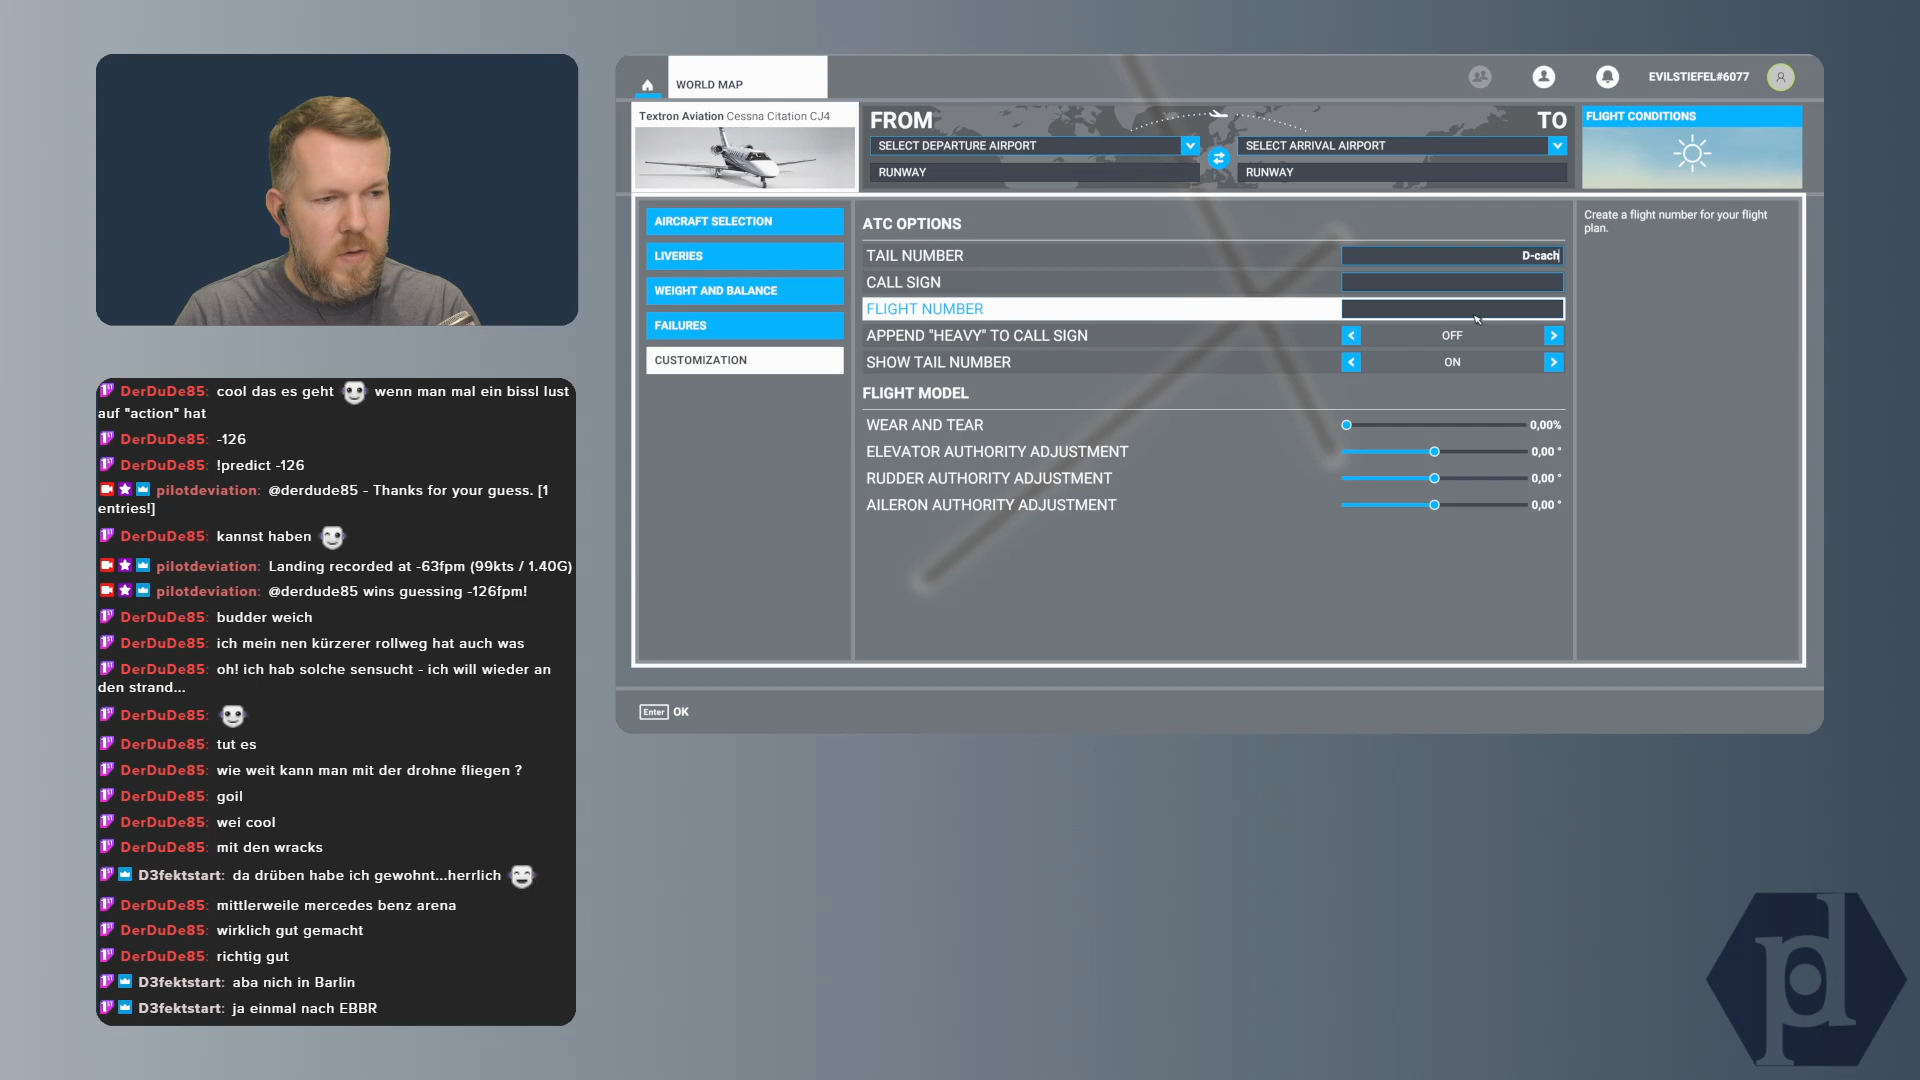 WORLD MAP
EVILSTIEFEL#6077
Textron Aviation Cessna Citation CJ4
FROM
TO
SELECT DEPARTURE AIRPORT
SELECT ARRIVAL AIRPORT
RUNWAY
RUNWAY
FLIGHT CONDITIONS
AIRCRAFT SELECTION
LIVERIES
WEIGHT AND BALANCE
FAILURES
CUSTOMIZATION
ATC OPTIONS
TAIL NUMBER D-cach
CALL SIGN
FLIGHT NUMBER
APPEND "HEAVY" TO CALL SIGN OFF
SHOW TAIL NUMBER ON
FLIGHT MODEL
WEAR AND TEAR 0,00%
ELEVATOR AUTHORITY ADJUSTMENT 0,00 °
RUDDER AUTHORITY ADJUSTMENT 0,00 °
AILERON AUTHORITY ADJUSTMENT 0,00 °
Create a flight number for your flight
plan.
Enter OK
DerDuDe85: cool das es geht wenn man mal ein bissl lust
auf "action" hat
DerDuDe85: -126
DerDuDe85: !predict -126
pilotdeviation: @derdude85 - Thanks for your guess. [1
entries!]
DerDuDe85: kannst haben
pilotdeviation: Landing recorded at -63fpm (99kts / 1.40G)
pilotdeviation: @derdude85 wins guessing -126fpm!
DerDuDe85: budder weich
DerDuDe85: ich mein nen kürzerer rollweg hat auch was
DerDuDe85: oh! ich hab solche sensucht - ich will wieder an
den strand...
DerDuDe85:
DerDuDe85: tut es
DerDuDe85: wie weit kann man mit der drohne fliegen ?
DerDuDe85: goil
DerDuDe85: wei cool
DerDuDe85: mit den wracks
D3fektstart: da drüben habe ich gewohnt...herrlich
DerDuDe85: mittlerweile mercedes benz arena
DerDuDe85: wirklich gut gemacht
DerDuDe85: richtig gut
D3fektstart: aba nich in Barlin
D3fektstart: ja einmal nach EBBR
pd